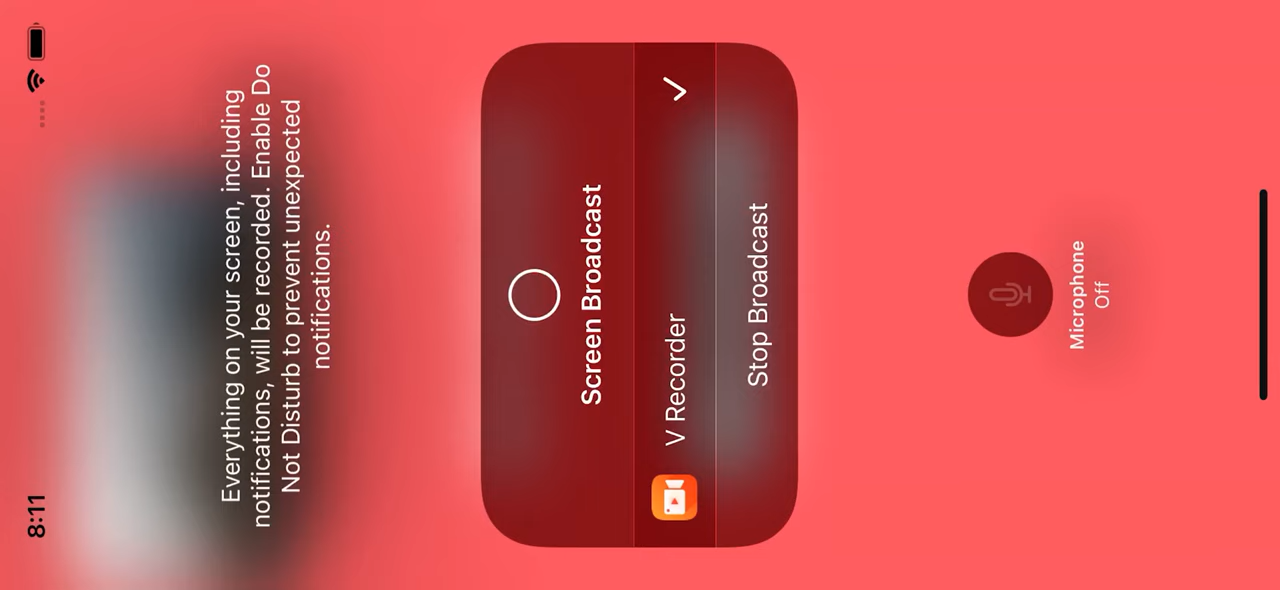 8:11
Everything on your screen, including
notifications, will be recorded. Enable Do
Not Disturb to prevent unexpected
notifications.
Screen Broadcast
V Recorder
Stop Broadcast
Microphone
Off